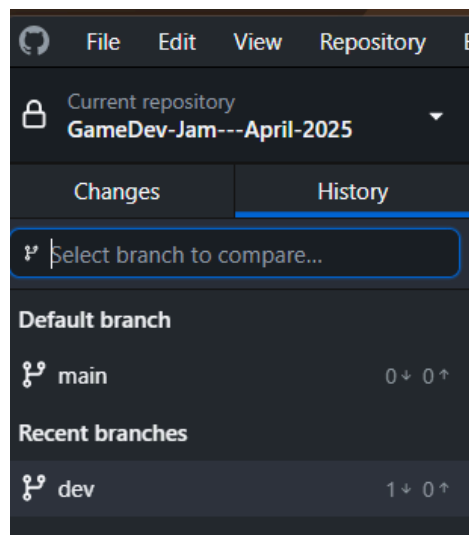 File Edit View Repository
Current repository
GameDev-Jam---April-2025
Changes History
Select branch to compare...
Default branch
main 0↓ 0↑
Recent branches
dev 1↓ 0↑